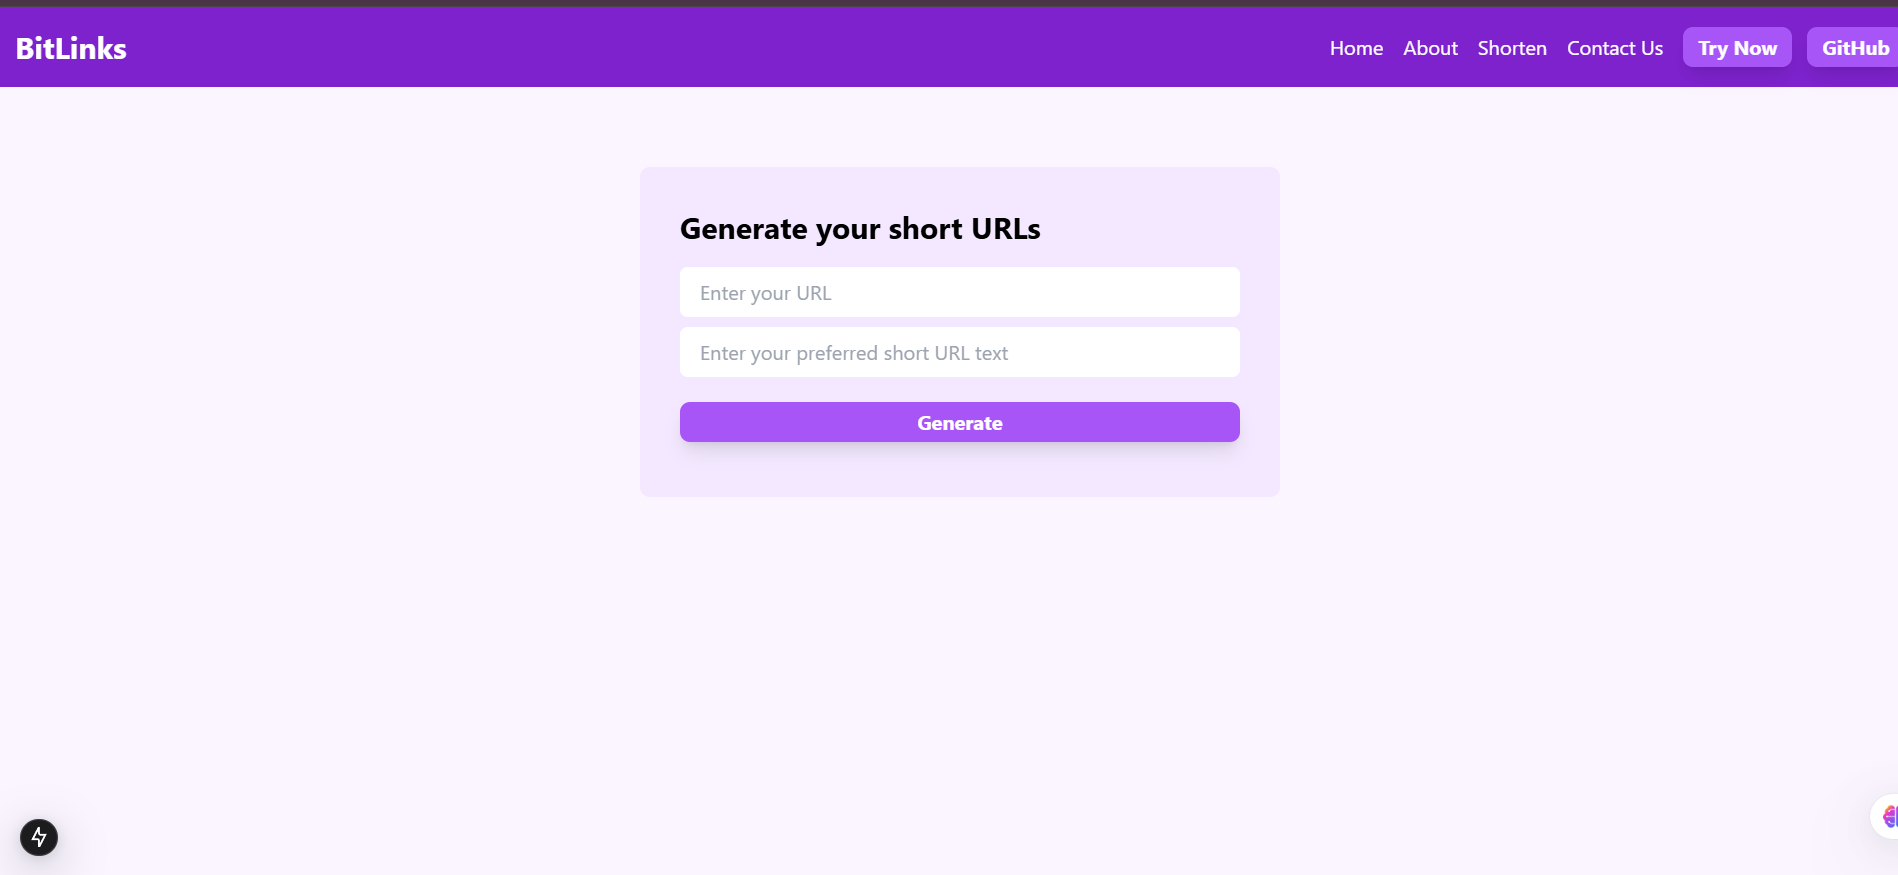 BitLinks
Home About Shorten Contact Us Try Now GitHub
Generate your short URLs
Enter your URL
Enter your preferred short URL text
Generate